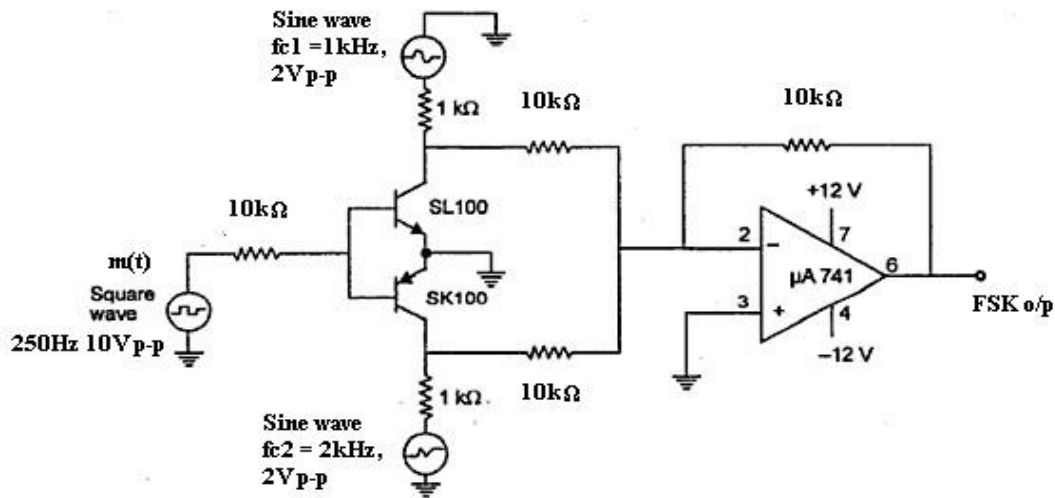 Sine wave
fc1 =1kHz,
2Vp-p
1 kΩ
10kΩ
10kΩ
SL100
+12 V
10kΩ
2
−
7
m(t)
6
µA 741
Square
wave
SK100
3
+
4
FSK o/p
250Hz 10Vp-p
−12 V
10kΩ
1 kΩ
Sine wave
fc2 = 2kHz,
2Vp-p